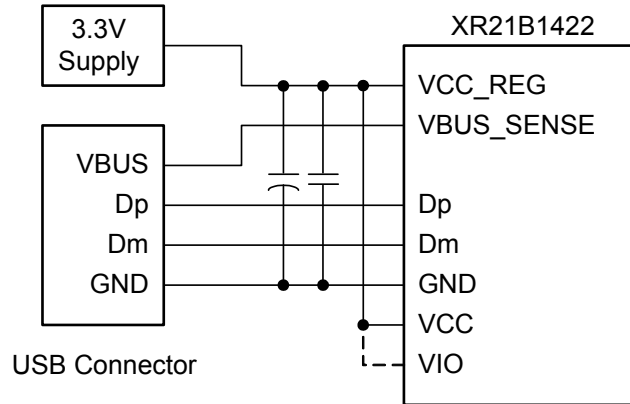 3.3V
Supply
XR21B1422
VCC_REG
VBUS_SENSE
VBUS
Dp
Dp
Dm
Dm
GND
GND
VCC
VIO
USB Connector